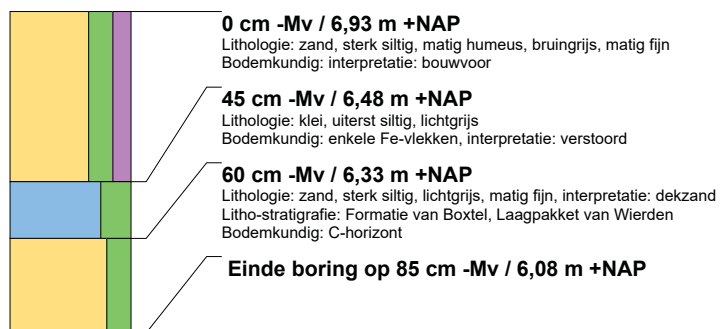 0 cm -Mv / 6,93 m +NAP
Lithologie: zand, sterk siltig, matig humeus, bruingrijs, matig fijn
Bodemkundig: interpretatie: bouwvoor
45 cm -Mv / 6,48 m +NAP
Lithologie: klei, uiterst siltig, lichtgrijs
Bodemkundig: enkele Fe-vlekken, interpretatie: verstoord
60 cm -Mv / 6,33 m +NAP
Lithologie: zand, sterk siltig, lichtgrijs, matig fijn, interpretatie: dekzand
Litho-stratigrafie: Formatie van Boxtel, Laagpakket van Wierden
Bodemkundig: C-horizont
Einde boring op 85 cm -Mv / 6,08 m +NAP